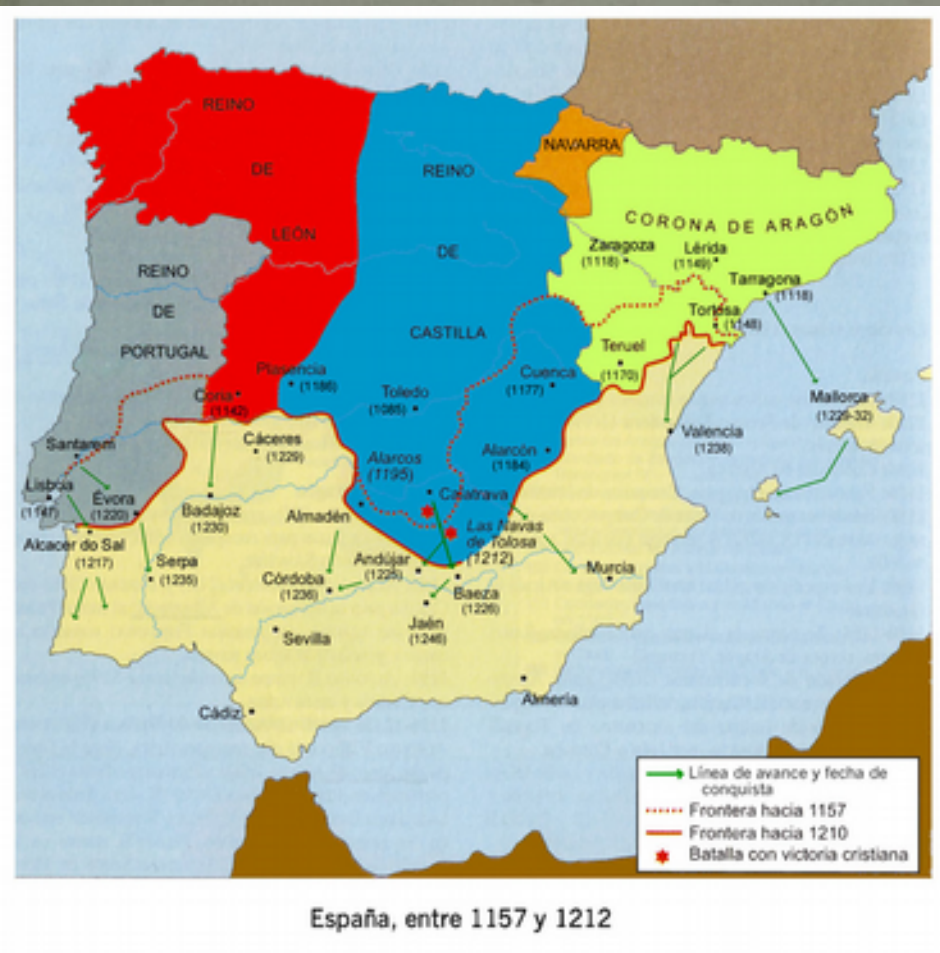 REINO
DE
LEÓN
REINO
DE
CASTILLA
NAVARRA
CORONA DE ARAGÓN
REINO
DE
PORTUGAL
Zaragoza
(1118)
Lérida
(1149)
Tarragona
(1118)
Tortosa
(1148)
Teruel
(1170)
Plasencia
(1186)
Coria
(1142)
Toledo
(1085)
Cuenca
(1177)
Mallorca
(1229-32)
Santarem
Cáceres
(1229)
Alarcos
(1195)
Alarcón
(1184)
Valencia
(1238)
Lisboa
(1147)
Évora
(1220)
Badajoz
(1230)
Almadén
Calatrava
Las Navas
de Tolosa
(1212)
Alcacer do Sal
(1217)
Serpa
(1235)
Andújar
(1225)
Córdoba
(1236)
Baeza
(1226)
Murcia
Jaén
(1246)
Sevilla
Cádiz
Almería
Línea de avance y fecha de
conquista
Frontera hacia 1157
Frontera hacia 1210
Batalla con victoria cristiana
España, entre 1157 y 1212